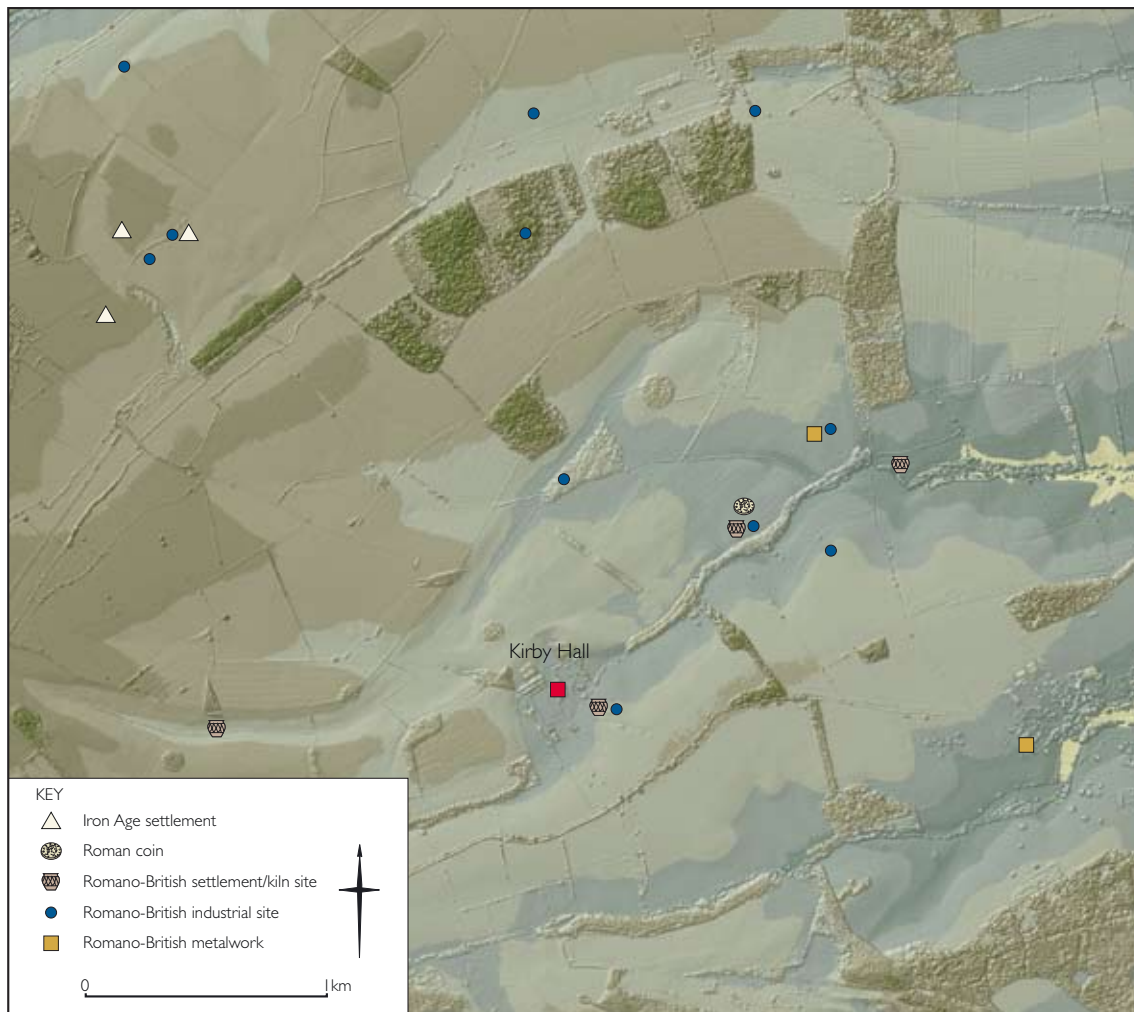 Kirby Hall
KEY
Iron Age settlement
Roman coin
Romano-British settlement/kiln site
Romano-British industrial site
Romano-British metalwork
0 1km